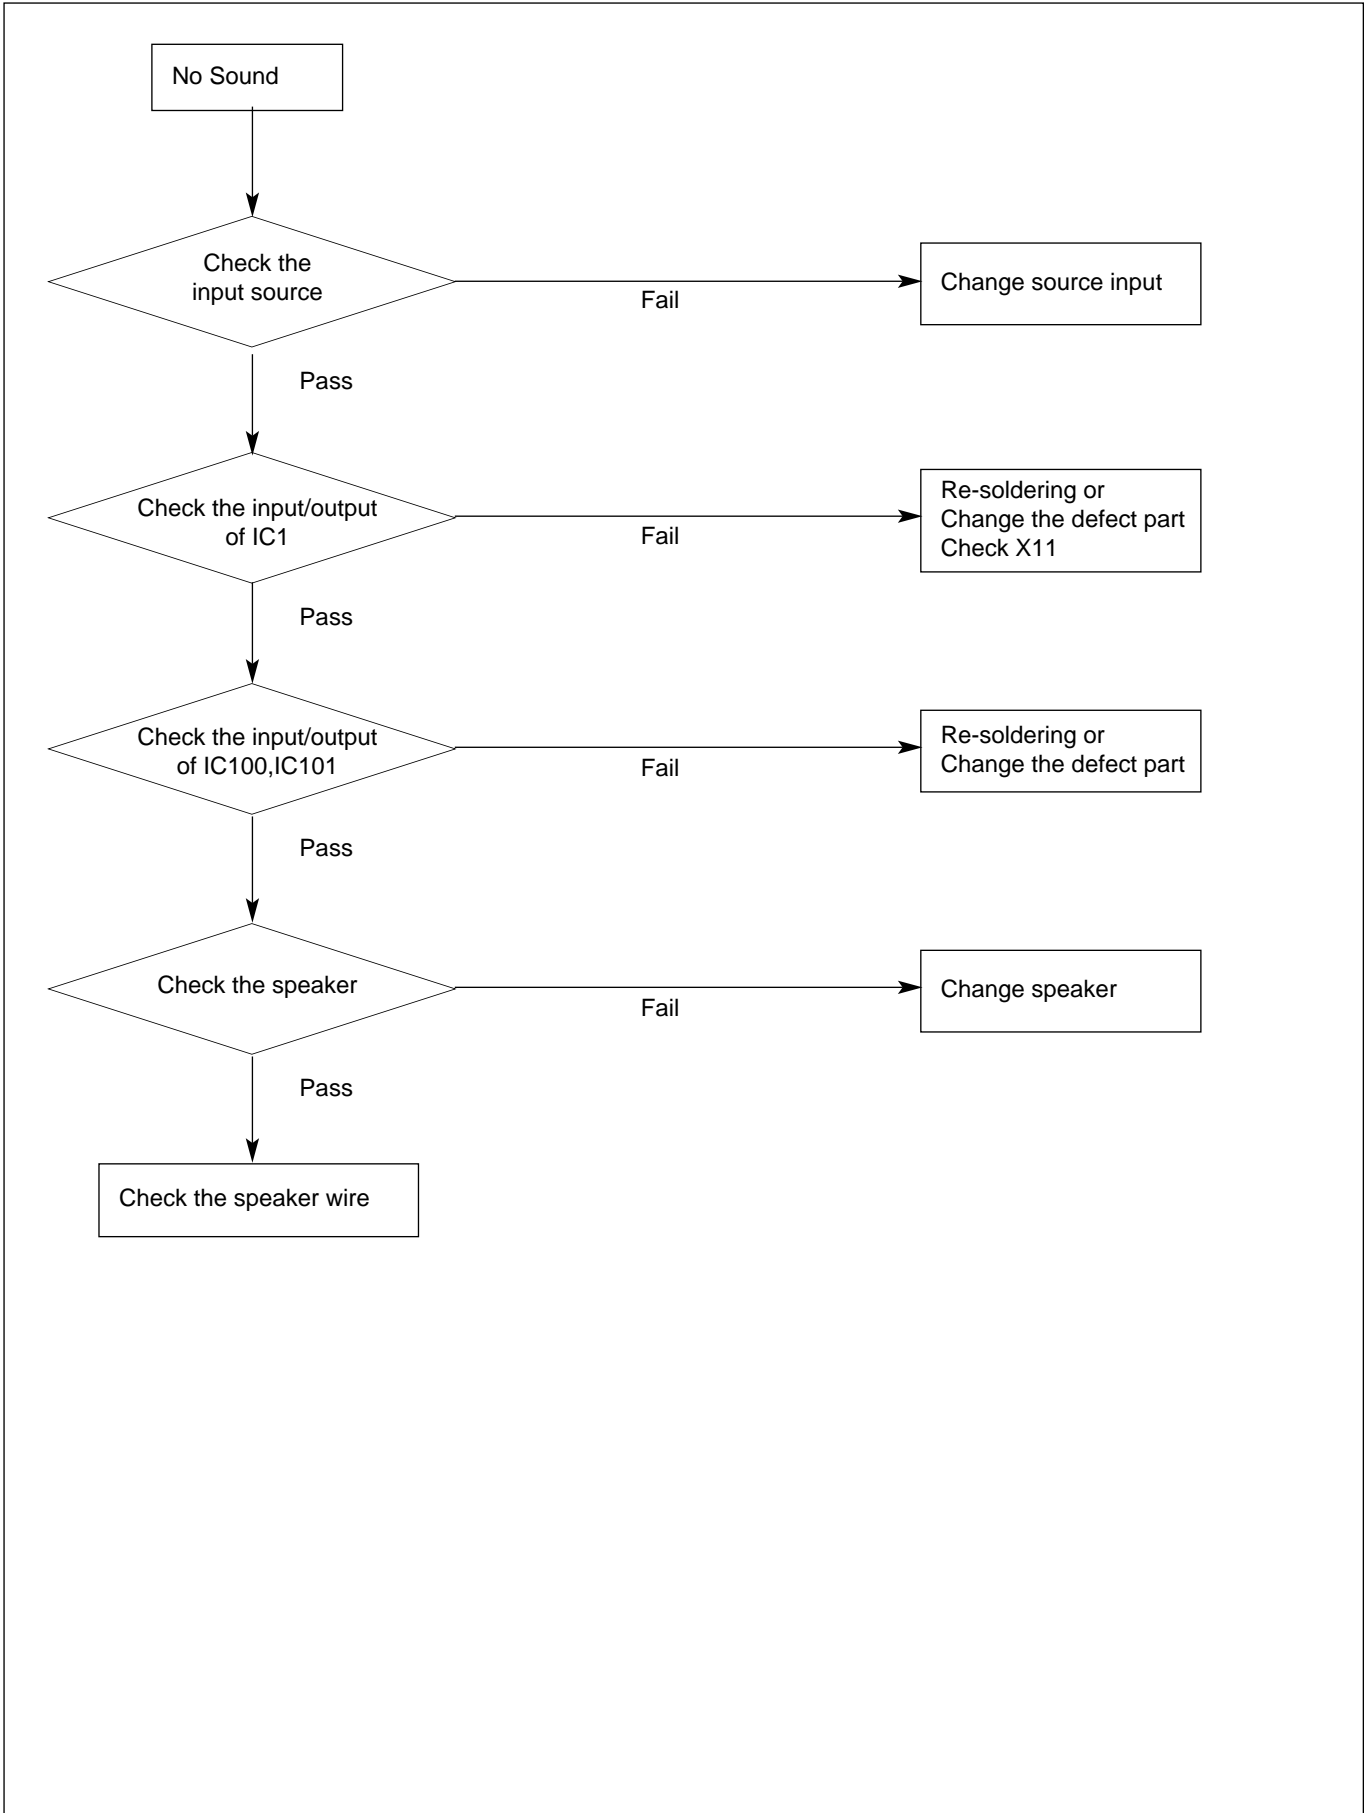 No Sound
Check the
input source
Fail
Change source input
Pass
Check the input/output
of IC1
Fail
Re-soldering or
Change the defect part
Check X11
Pass
Check the input/output
of IC100,IC101
Fail
Re-soldering or
Change the defect part
Pass
Check the speaker
Fail
Change speaker
Pass
Check the speaker wire